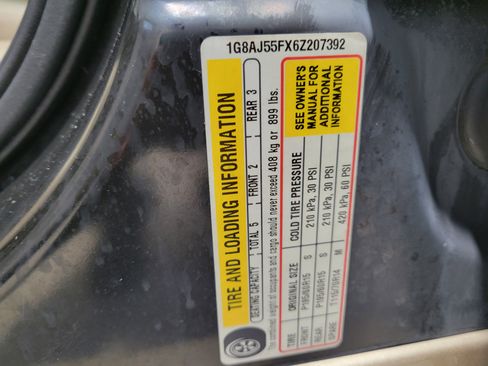 1G8AJ55FX6Z207392
TIRE AND LOADING INFORMATION
SEATING CAPACITY TOTAL 5 FRONT 2 REAR 3
The combined weight of occupants and cargo should never exceed 408 kg or 899 lbs.
TIRE ORIGINAL SIZE COLD TIRE PRESSURE
FRONT P185/60R15 S 210 kPa, 30 PSI
REAR P185/60R15 S 210 kPa, 30 PSI
SPARE T115/70R14 M 420 kPa, 60 PSI
SEE OWNER'S
MANUAL FOR
ADDITIONAL
INFORMATION